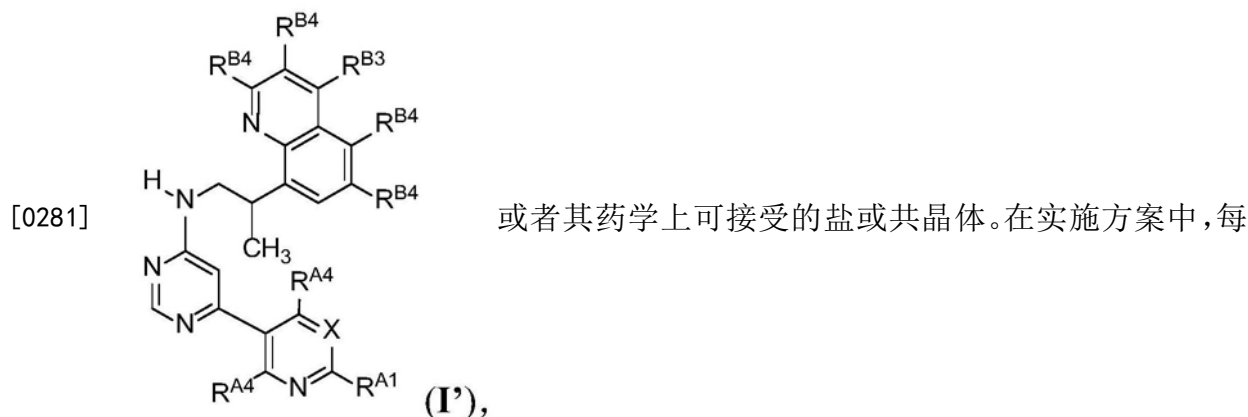 R^B4
R^B4 R^B3
N R^B4
H N R^B4
[0281] 或者其药学上可接受的盐或共晶体。在实施方案中,每
CH3
N R^A4
N X
R^A4 N R^A1
(I’),